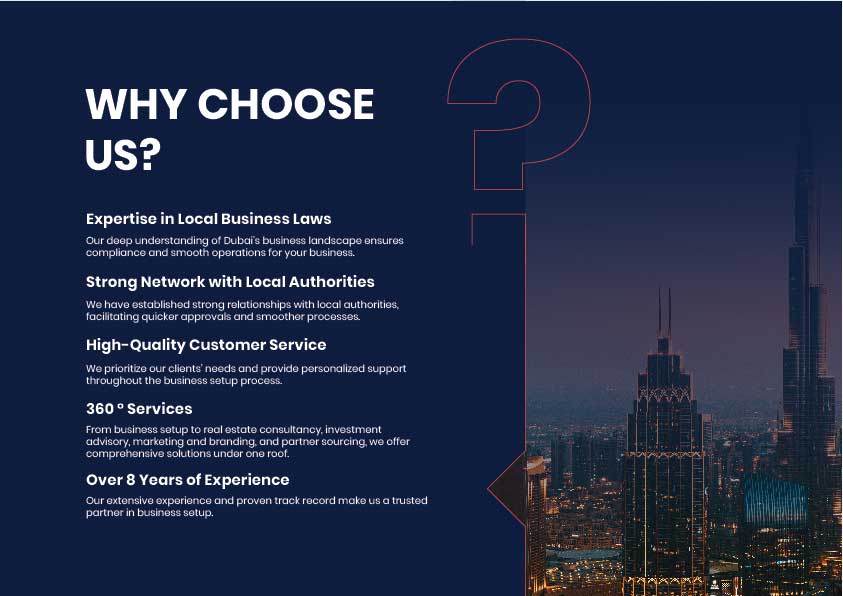 WHY CHOOSE
US?
Expertise in Local Business Laws
Our deep understanding of Dubai's business landscape ensures
compliance and smooth operations for your business.
Strong Network with Local Authorities
We have established strong relationships with local authorities,
facilitating quicker approvals and smoother processes.
High-Quality Customer Service
We prioritize our clients' needs and provide personalized support
throughout the business setup process.
360 ° Services
From business setup to real estate consultancy, investment
advisory, marketing and branding, and partner sourcing, we offer
comprehensive solutions under one roof.
Over 8 Years of Experience
Our extensive experience and proven track record make us a trusted
partner in business setup.
?